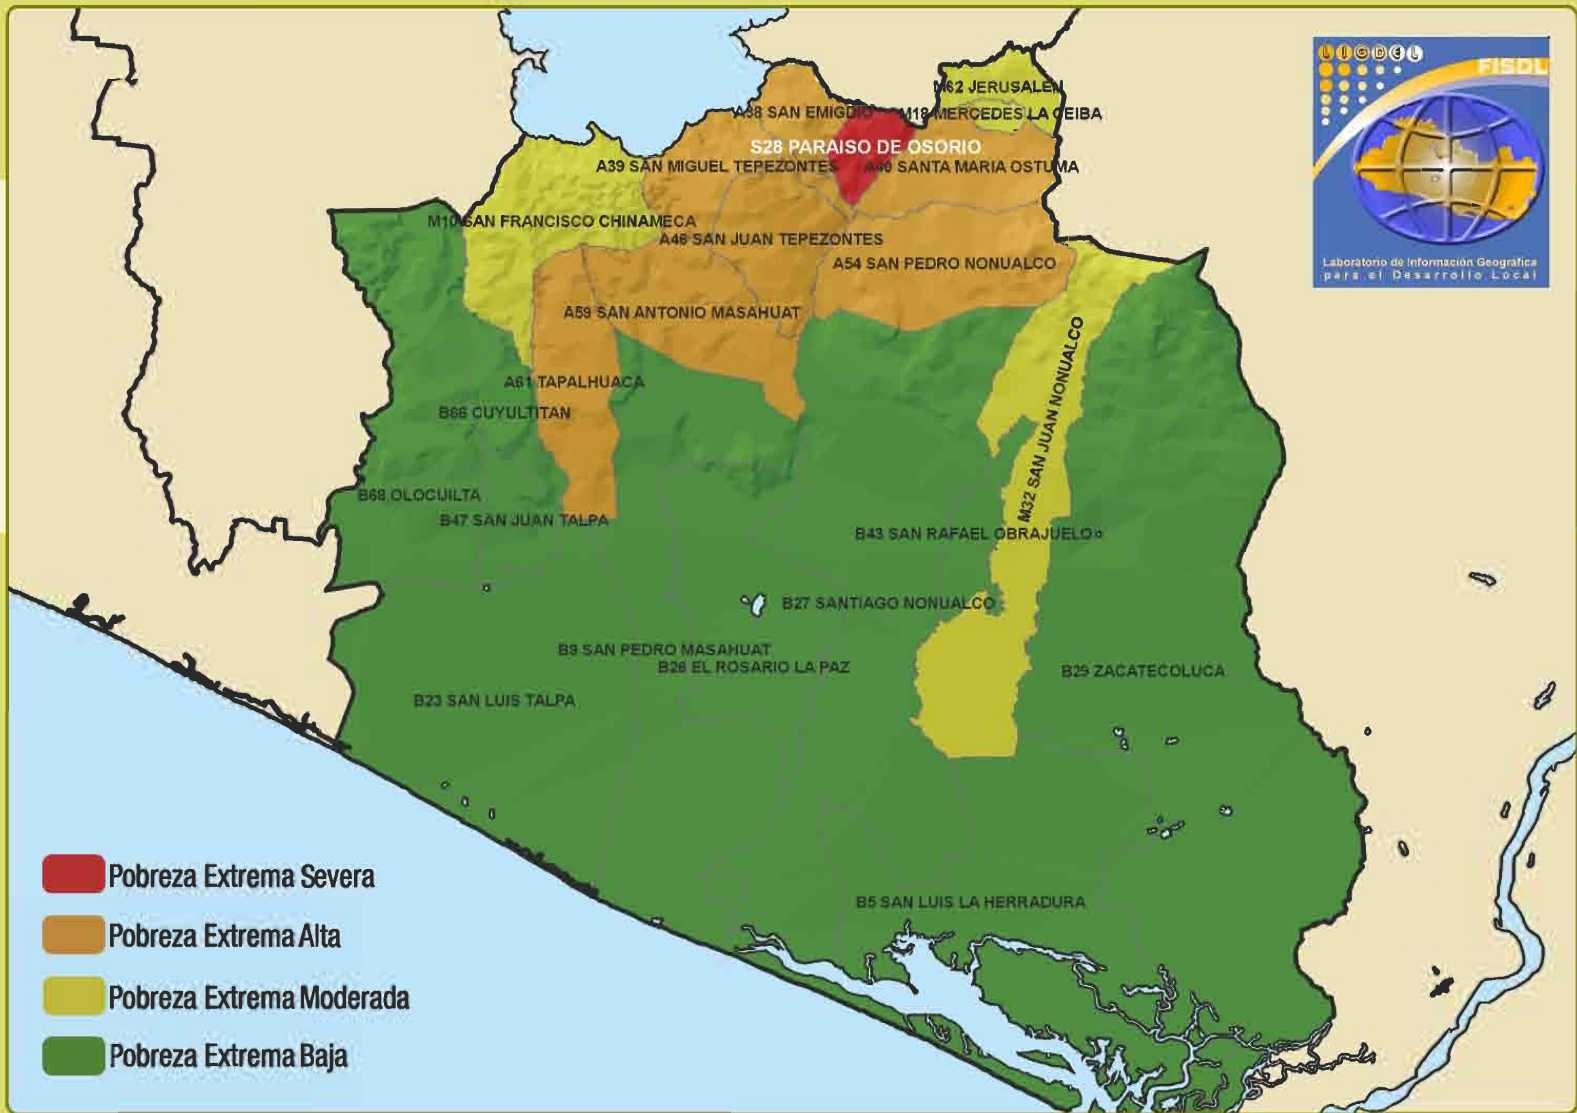 LIGDEL
FISDL
M62 JERUSALEN
A38 SAN EMIGDIO
M18 MERCEDES LA CEIBA
S28 PARAISO DE OSORIO
A39 SAN MIGUEL TEPEZONTES
A40 SANTA MARIA OSTUMA
M10 SAN FRANCISCO CHINAMECA
A46 SAN JUAN TEPEZONTES
A54 SAN PEDRO NONUALCO
Laboratorio de Información Geográfica
para el Desarrollo Local
A59 SAN ANTONIO MASAHUAT
M32 SAN JUAN NONUALCO
A61 TAPALHUACA
B66 CUYULTITAN
B68 OLOCUILTA
B47 SAN JUAN TALPA
B43 SAN RAFAEL OBRAJUELO
B27 SANTIAGO NONUALCO
B9 SAN PEDRO MASAHUAT
B26 EL ROSARIO LA PAZ
B29 ZACATECOLUCA
B23 SAN LUIS TALPA
B5 SAN LUIS LA HERRADURA
Pobreza Extrema Severa
Pobreza Extrema Alta
Pobreza Extrema Moderada
Pobreza Extrema Baja